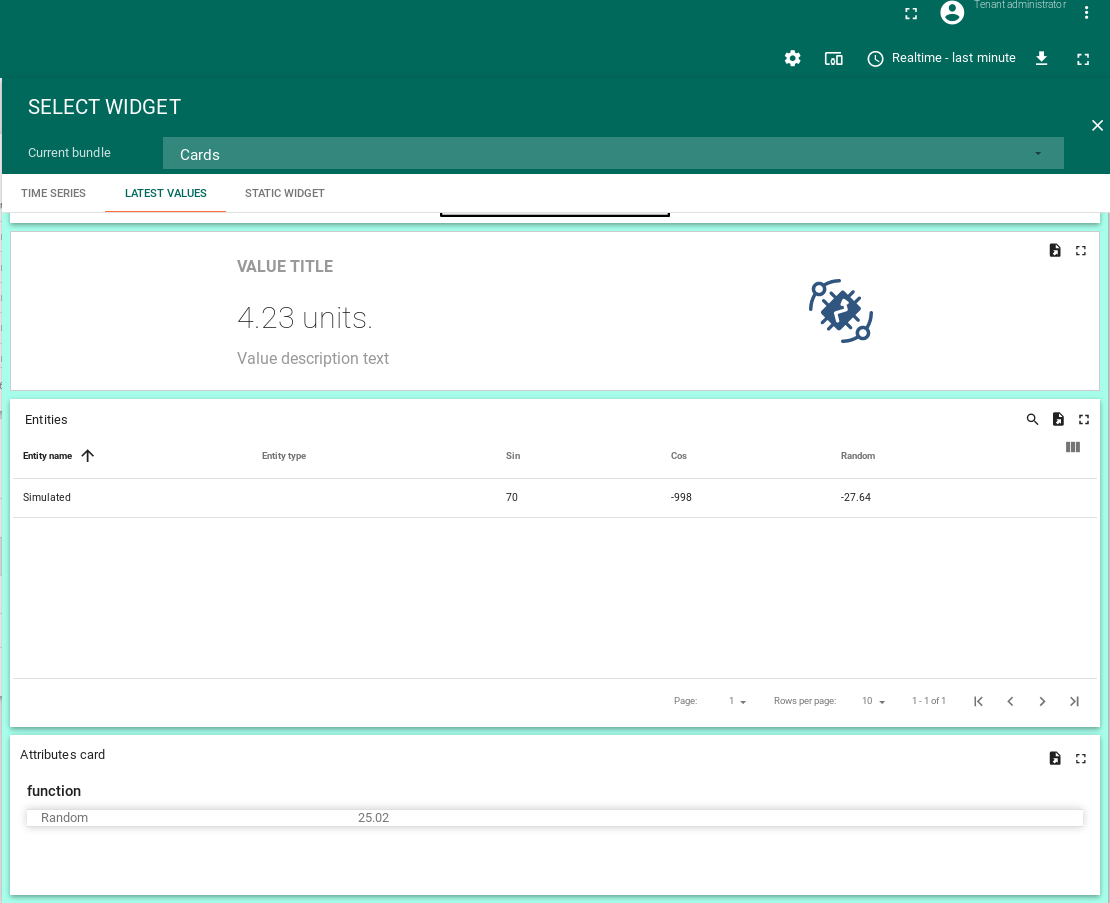 Tenant administrator
Realtime - last minute
SELECT WIDGET
Current bundle Cards
TIME SERIES LATEST VALUES STATIC WIDGET
VALUE TITLE
4.23 units.
Value description text
Entities
Entity name Entity type Sin Cos Random
Simulated 70 -998 -27.64
Page: 1 Rows per page: 10 1 - 1 of 1
Attributes card
function
Random 25.02